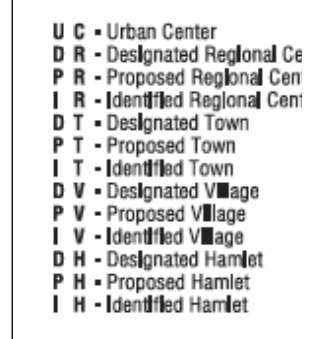 U C - Urban Center
D R - Designated Regional Ce
P R - Proposed Regional Cen
I R - Identified Regional Cent
D T - Designated Town
P T - Proposed Town
I T - Identified Town
D V - Designated Village
P V - Proposed Village
I V - Identified Village
D H - Designated Hamlet
P H - Proposed Hamlet
I H - Identified Hamlet